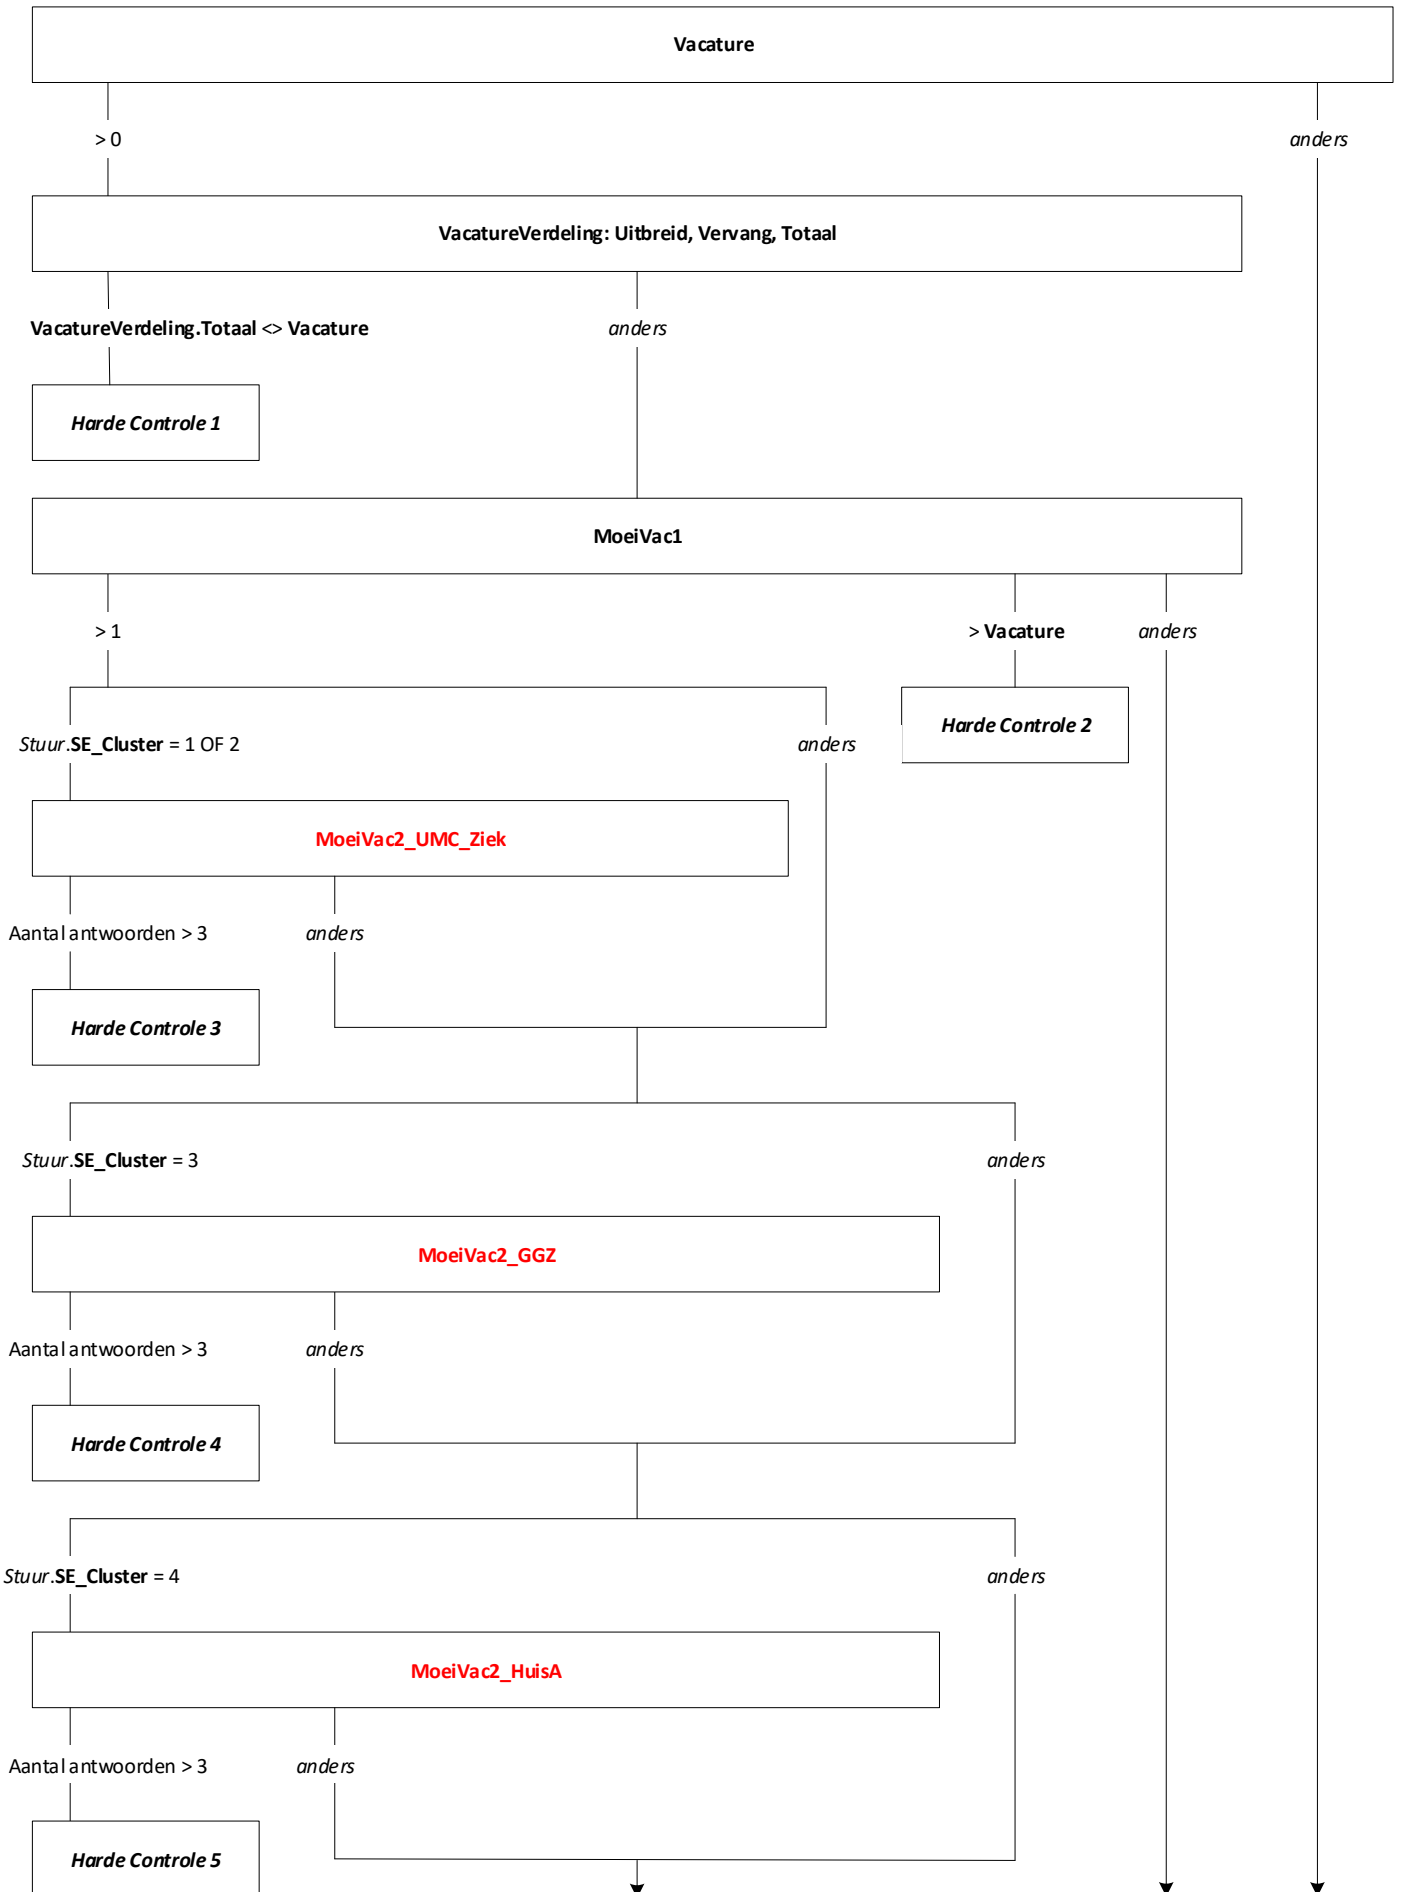 Vacature
> 0
anders
VacatureVerdeling: Uitbreid, Vervang, Totaal
VacatureVerdeling.Totaal <> Vacature
anders
Harde Controle 1
MoeiVac1
> 1
> Vacature
anders
Harde Controle 2
Stuur.SE_Cluster = 1 OF 2
anders
MoeiVac2_UMC_Ziek
Aantal antwoorden > 3
anders
Harde Controle 3
Stuur.SE_Cluster = 3
anders
MoeiVac2_GGZ
Aantal antwoorden > 3
anders
Harde Controle 4
Stuur.SE_Cluster = 4
anders
MoeiVac2_HuisA
Aantal antwoorden > 3
anders
Harde Controle 5